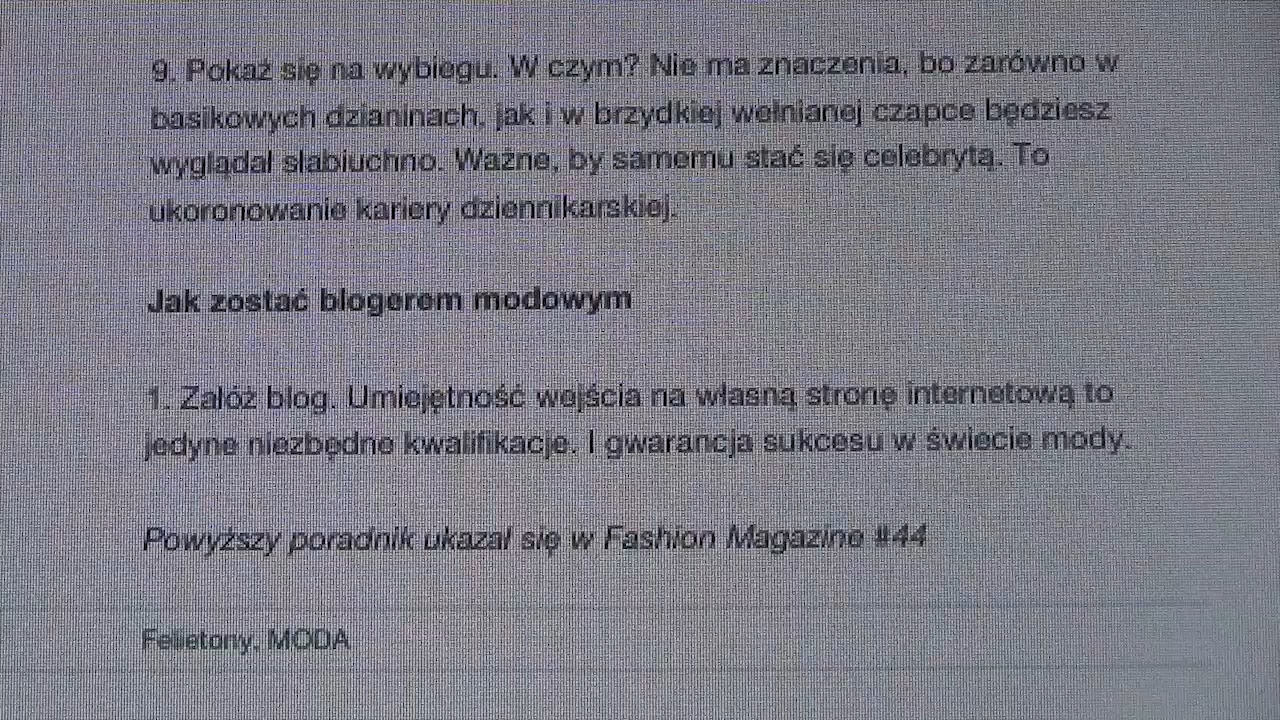 9. Pokaż się na wybiegu. W czym? Nie ma znaczenia, bo zarówno w
basikowych dzianinach, jak i w brzydkiej wełnianej czapce będziesz
wyglądał słabiuchno. Ważne, by samemu stać się celebrytą. To
ukoronowanie kariery dziennikarskiej.
Jak zostać blogerem modowym
1. Załóż blog. Umiejętność wejścia na własną stronę internetową to
jedyne niezbędne kwalifikacje. I gwarancja sukcesu w świecie mody.
Powyższy poradnik ukazał się w Fashion Magazine #44
Felietony, MODA